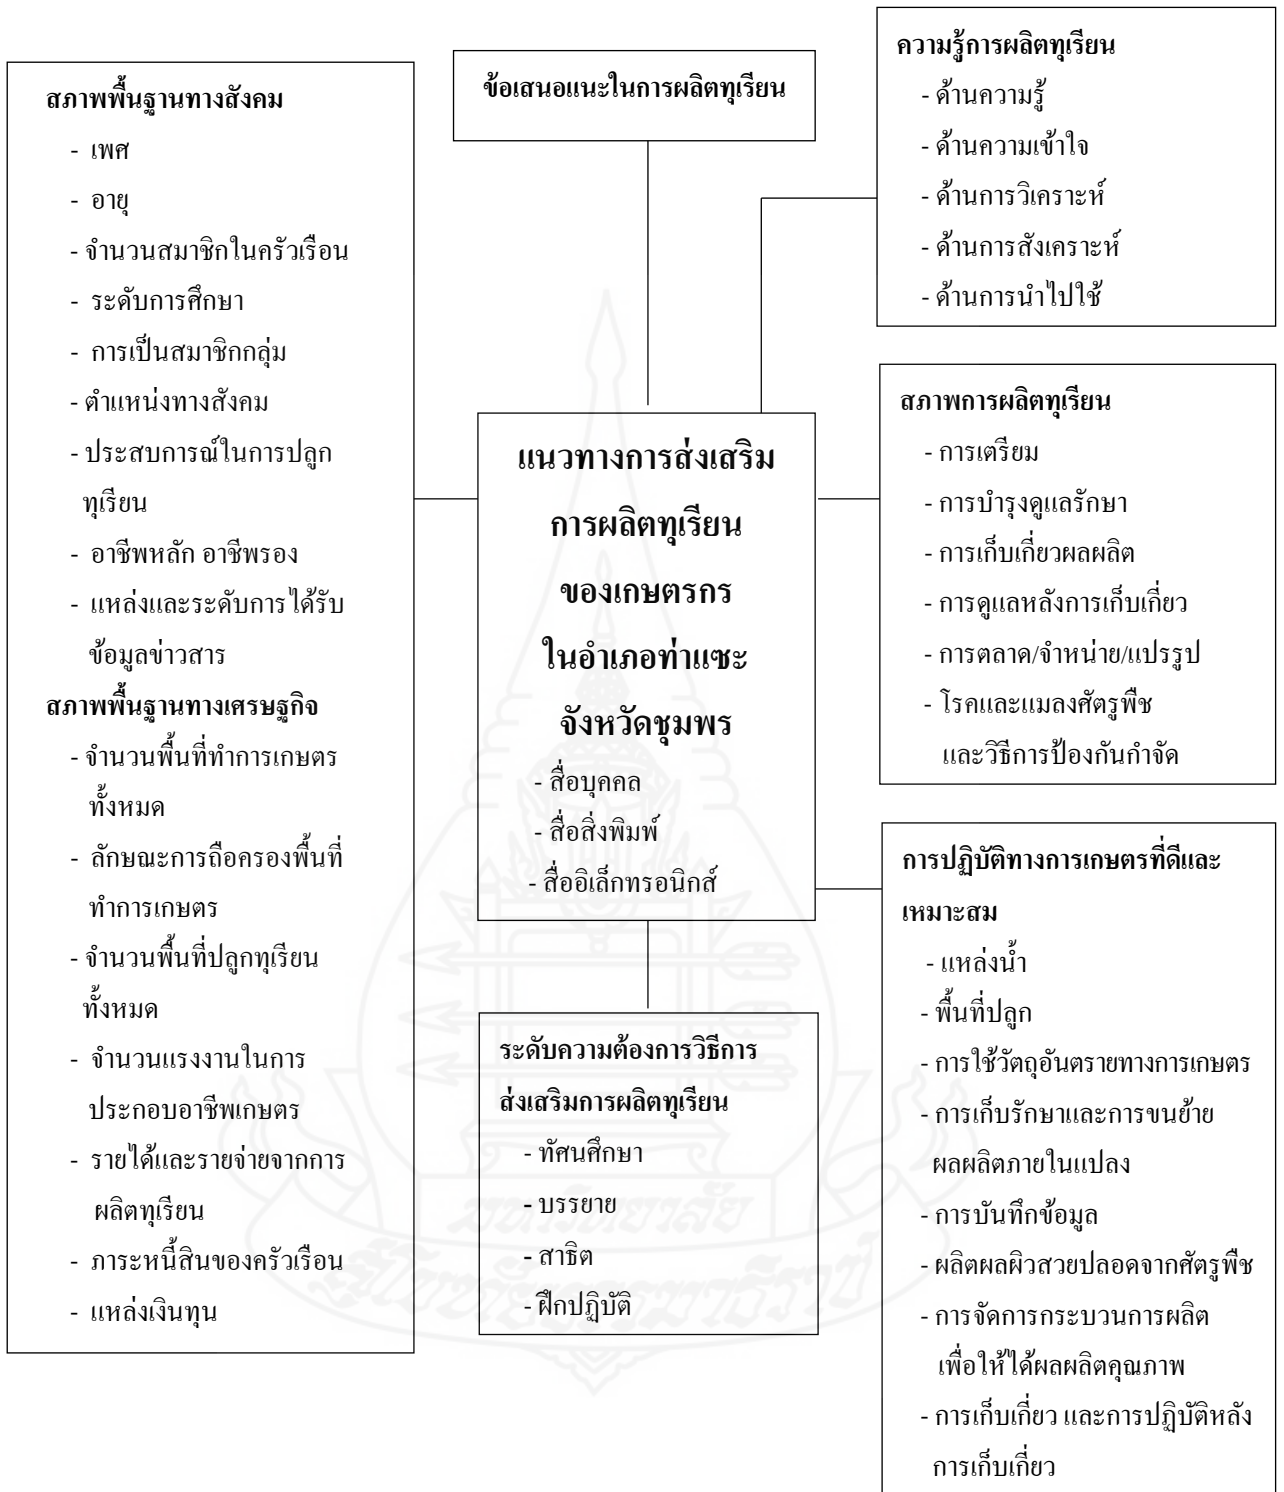 สภาพพื้นฐานทางสังคม
- เพศ
- อายุ
- จำนวนสมาชิกในครัวเรือน
- ระดับการศึกษา
- การเป็นสมาชิกกลุ่ม
- ตำแหน่งทางสังคม
- ประสบการณ์ในการปลูก
ทุเรียน
- อาชีพหลัก อาชีพรอง
- แหล่งและระดับการได้รับ
ข้อมูลข่าวสาร
สภาพพื้นฐานทางเศรษฐกิจ
- จำนวนพื้นที่ทำการเกษตร
ทั้งหมด
- ลักษณะการถือครองพื้นที่
ทำการเกษตร
- จำนวนพื้นที่ปลูกทุเรียน
ทั้งหมด
- จำนวนแรงงานในการ
ประกอบอาชีพเกษตร
- รายได้และรายจ่ายจากการ
ผลิตทุเรียน
- ภาระหนี้สินของครัวเรือน
- แหล่งเงินทุน
ข้อเสนอแนะในการผลิตทุเรียน
แนวทางการส่งเสริม
การผลิตทุเรียน
ของเกษตรกร
ในอำเภอท่าแซะ
จังหวัดชุมพร
- สื่อบุคคล
- สื่อสิ่งพิมพ์
- สื่ออิเล็กทรอนิกส์
ระดับความต้องการวิธีการ
ส่งเสริมการผลิตทุเรียน
- ทัศนศึกษา
- บรรยาย
- สาธิต
- ฝึกปฏิบัติ
ความรู้การผลิตทุเรียน
- ด้านความรู้
- ด้านความเข้าใจ
- ด้านการวิเคราะห์
- ด้านการสังเคราะห์
- ด้านการนำไปใช้
สภาพการผลิตทุเรียน
- การเตรียม
- การบำรุงดูแลรักษา
- การเก็บเกี่ยวผลผลิต
- การดูแลหลังการเก็บเกี่ยว
- การตลาด/จำหน่าย/แปรรูป
- โรคและแมลงศัตรูพืช
และวิธีการป้องกันกำจัด
การปฏิบัติทางการเกษตรที่ดีและ
เหมาะสม
- แหล่งน้ำ
- พื้นที่ปลูก
- การใช้วัตถุอันตรายทางการเกษตร
- การเก็บรักษาและการขนย้าย
ผลผลิตภายในแปลง
- การบันทึกข้อมูล
- ผลิตผลผิวสวยปลอดจากศัตรูพืช
- การจัดการกระบวนการผลิต
เพื่อให้ได้ผลผลิตคุณภาพ
- การเก็บเกี่ยว และการปฏิบัติหลัง
การเก็บเกี่ยว
มหาวิทยาลัย
สุโขทัยธรรมาธิราช